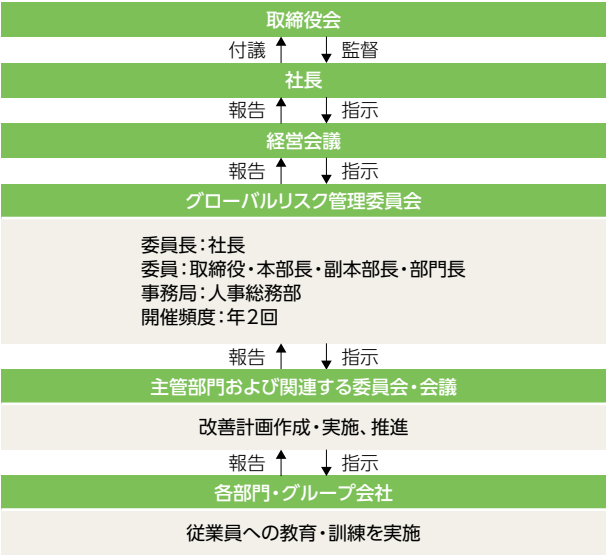 取締役会
付議 監督
社長
報告 指示
経営会議
報告 指示
グローバルリスク管理委員会
委員長：社長
委員：取締役・本部長・副本部長・部門長
事務局：人事総務部
開催頻度：年2回
報告 指示
主管部門および関連する委員会・会議
改善計画作成・実施、推進
報告 指示
各部門・グループ会社
従業員への教育・訓練を実施